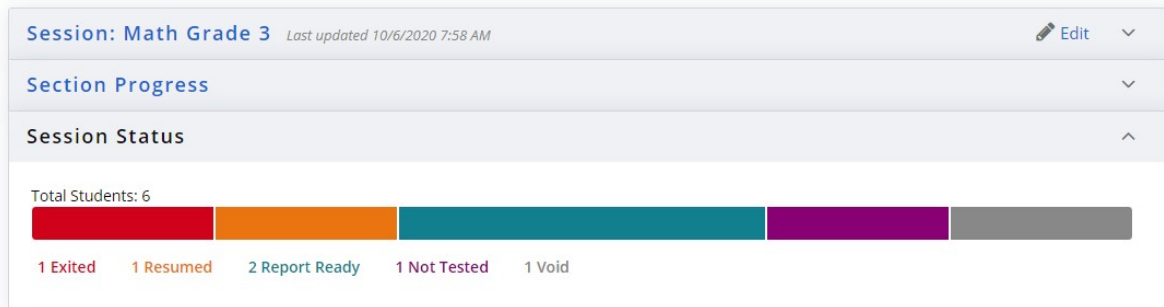 Session: Math Grade 3 Last updated 10/6/2020 7:58 AM Edit
Section Progress
Session Status
Total Students: 6
1 Exited 1 Resumed 2 Report Ready 1 Not Tested 1 Void